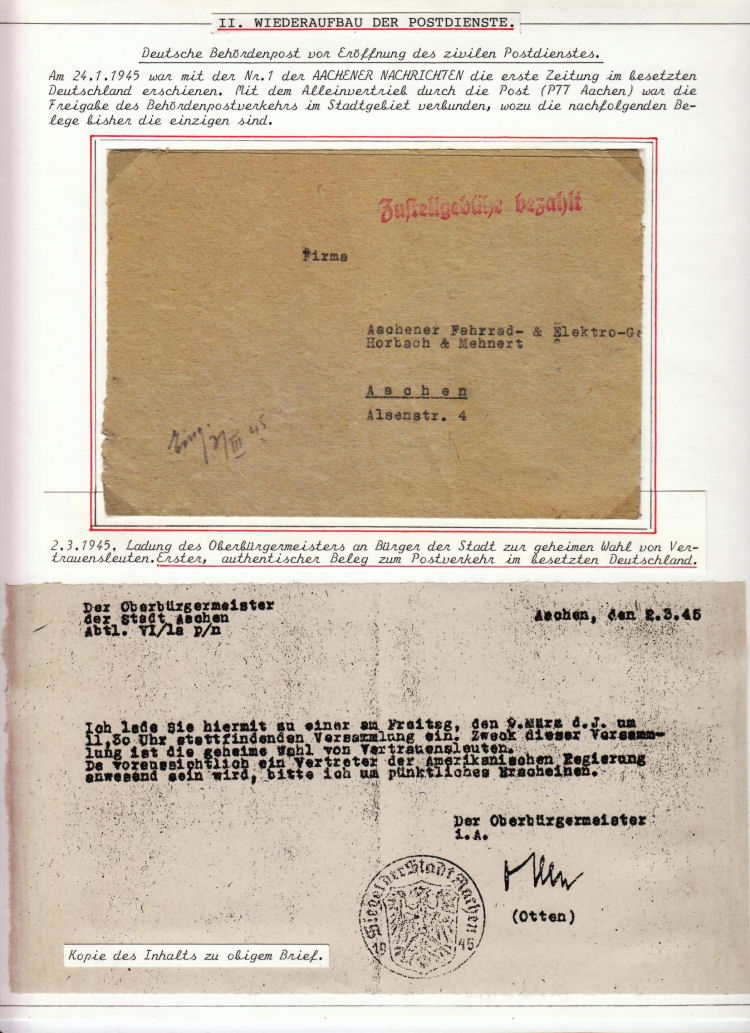 II. WIEDERAUFBAU DER POSTDIENSTE.
Deutsche Behördenpost vor Eröffnung des zivilen Postdienstes.
Am 24.1.1945 war mit der Nr.1 der AACHENER NACHRICHTEN die erste Zeitung im besetzten
Deutschland erschienen. Mit dem Alleinvertrieb durch die Post (P77 Aachen) war die
Freigabe des Behördenpostverkehrs im Stadtgebiet verbunden, wozu die nachfolgenden Be-
lege bisher die einzigen sind.
Zustellgebühr bezahlt
Firma
Aachener Fahrrad- & Elektro-Ge
Horbach & Mehnert
Aachen
Alsenstr. 4
Eing. III 45
2.3.1945. Ladung des Oberbürgermeisters an Bürger der Stadt zur geheimen Wahl von Ver-
trauensleuten.Erster, authentischer Beleg zum Postverkehr im besetzten Deutschland.
Der Oberbürgermeister
der Stadt Aachen
Abtl. VI/1a p/n
Aachen, den 2.3.45
Ich lade Sie hiermit zu einer am Freitag, den 9.März d.J. um
11,30 Uhr stattfindenden Versammlung ein. Zweck dieser Versamm-
lung ist die geheime Wahl von Vertrauensleuten.
Da voraussichtlich ein Vertreter der Amerikanischen Regierung
anwesend sein wird, bitte ich um pünktliches Erscheinen.
Der Oberbürgermeister
i.A.
Otten
(Otten)
Siegel der Stadt Aachen
19 45
Kopie des Inhalts zu obigem Brief.